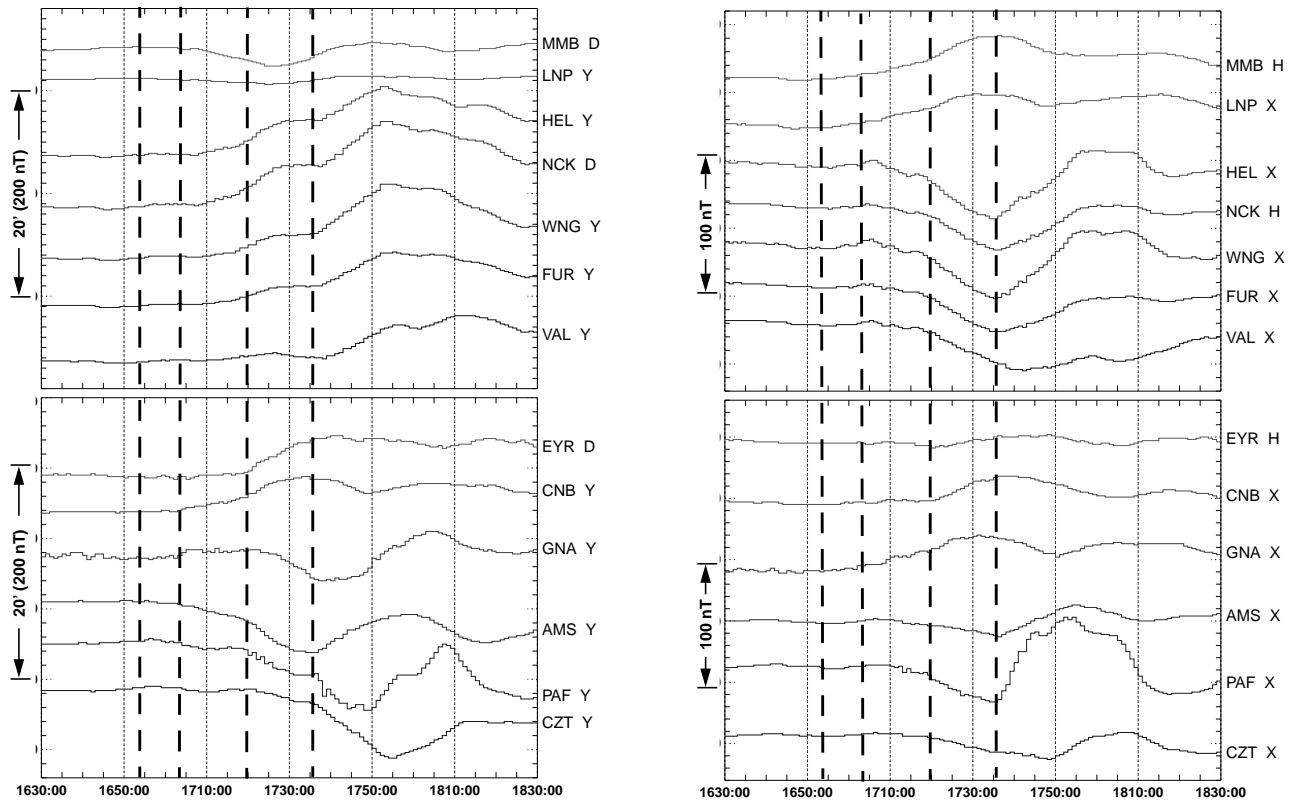 MMB D
LNP Y
HEL Y
NCK D
WNG Y
FUR Y
VAL Y
20' (200 nT)
MMB H
LNP X
HEL X
NCK H
WNG X
FUR X
VAL X
100 nT
EYR D
CNB Y
GNA Y
AMS Y
PAF Y
CZT Y
20' (200 nT)
1630:00 1650:00 1710:00 1730:00 1750:00 1810:00 1830:00
EYR H
CNB X
GNA X
AMS X
PAF X
CZT X
100 nT
1630:00 1650:00 1710:00 1730:00 1750:00 1810:00 1830:00